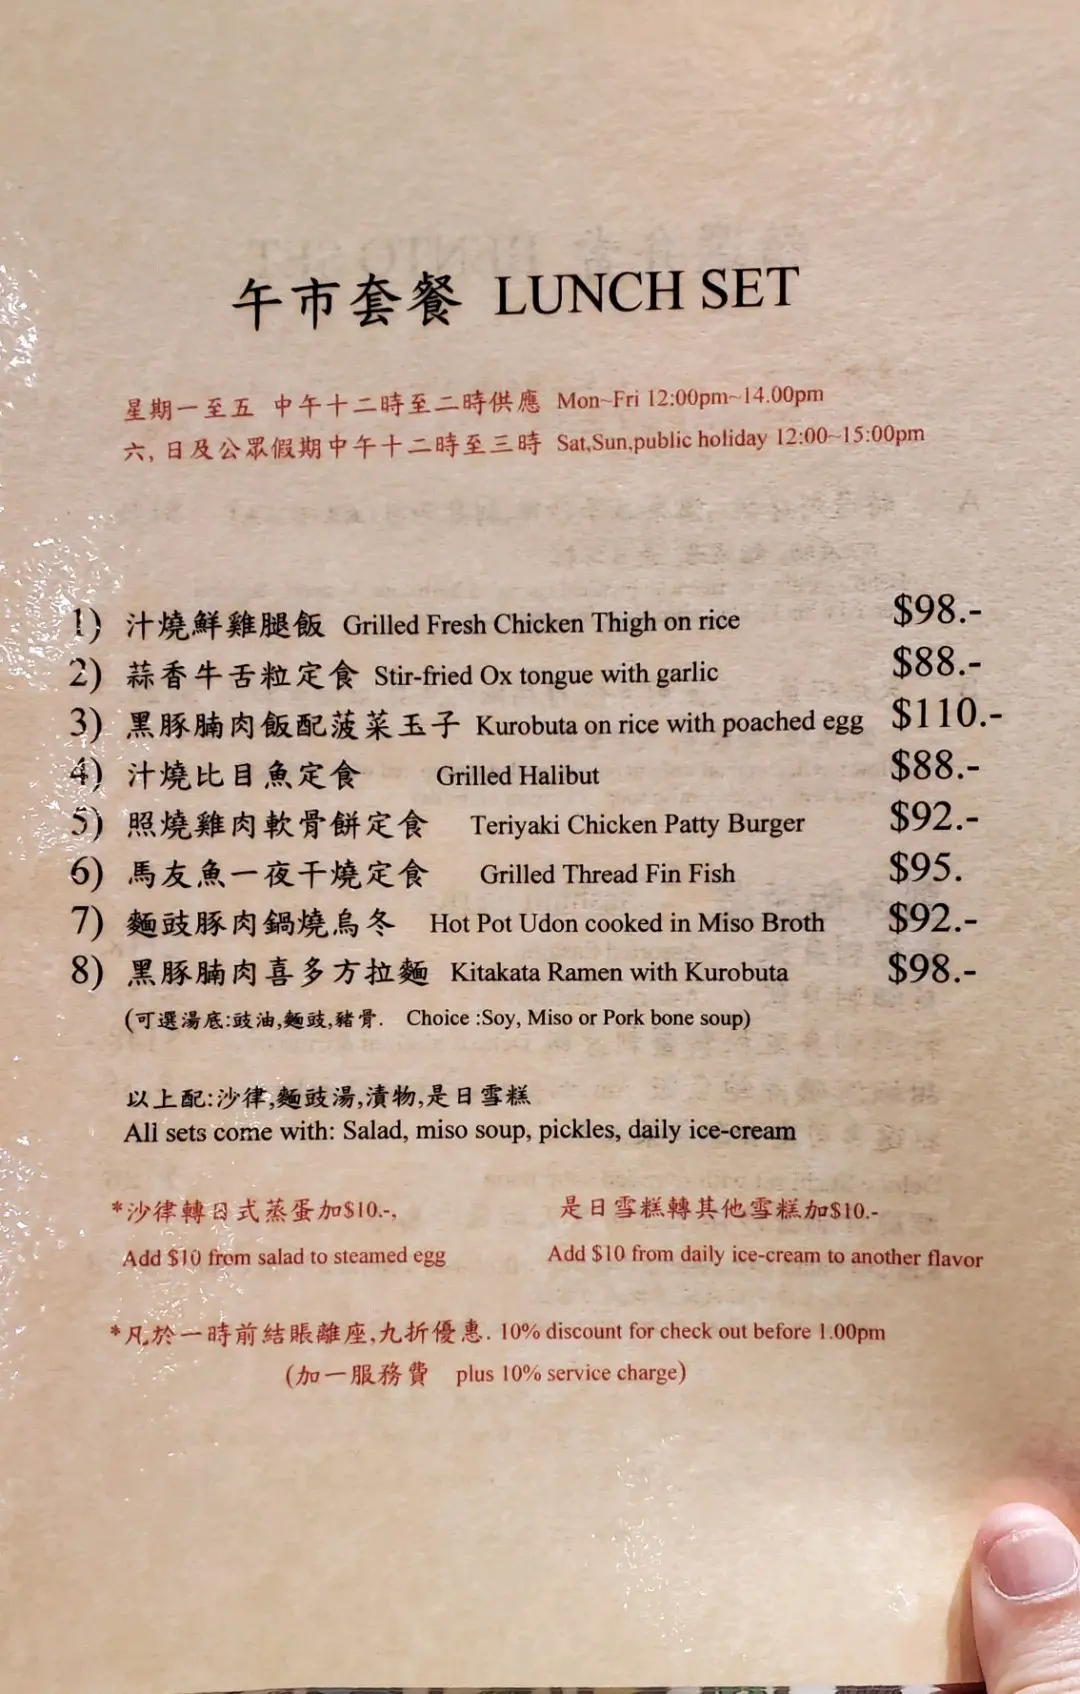 午市套餐 LUNCH SET
星期一至五 中午十二時至二時供應 Mon~Fri 12:00pm~14.00pm
六, 日及公眾假期中午十二時至三時 Sat,Sun,public holiday 12:00~15:00pm
1) 汁燒鮮雞腿飯 Grilled Fresh Chicken Thigh on rice $98.-
2) 蒜香牛舌粒定食 Stir-fried Ox tongue with garlic $88.-
3) 黑豚腩肉飯配菠菜玉子 Kurobuta on rice with poached egg $110.-
4) 汁燒比目魚定食 Grilled Halibut $88.-
5) 照燒雞肉軟骨餅定食 Teriyaki Chicken Patty Burger $92.-
6) 馬友魚一夜干燒定食 Grilled Thread Fin Fish $95.
7) 麵豉豚肉鍋燒烏冬 Hot Pot Udon cooked in Miso Broth $92.-
8) 黑豚腩肉喜多方拉麵 Kitakata Ramen with Kurobuta $98.-
(可選湯底:豉油,麵豉,豬骨. Choice :Soy, Miso or Pork bone soup)
以上配:沙律,麵豉湯,漬物,是日雪糕
All sets come with: Salad, miso soup, pickles, daily ice-cream
*沙律轉日式蒸蛋加$10.-, 是日雪糕轉其他雪糕加$10.-
Add $10 from salad to steamed egg Add $10 from daily ice-cream to another flavor
*凡於一時前結賬離座,九折優惠. 10% discount for check out before 1.00pm
(加一服務費 plus 10% service charge)